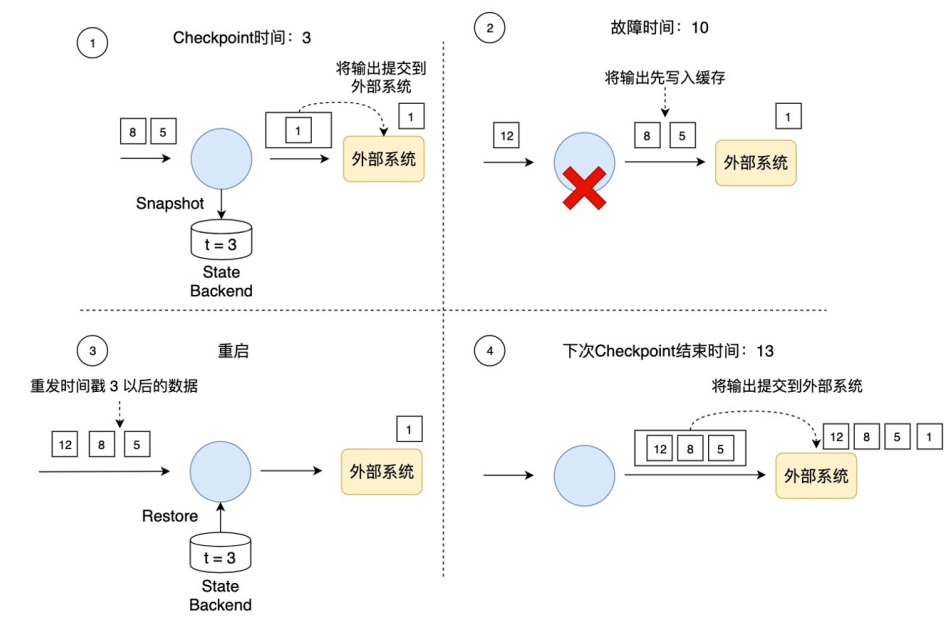 1
Checkpoint时间：3
将输出提交到
外部系统
8
5
1
1
外部系统
Snapshot
t = 3
State
Backend
2
故障时间：10
将输出先写入缓存
12
8
5
1
外部系统
3
重启
重发时间戳 3 以后的数据
12
8
5
1
外部系统
Restore
t = 3
State
Backend
4
下次Checkpoint结束时间：13
将输出提交到外部系统
12
8
5
12
8
5
1
外部系统